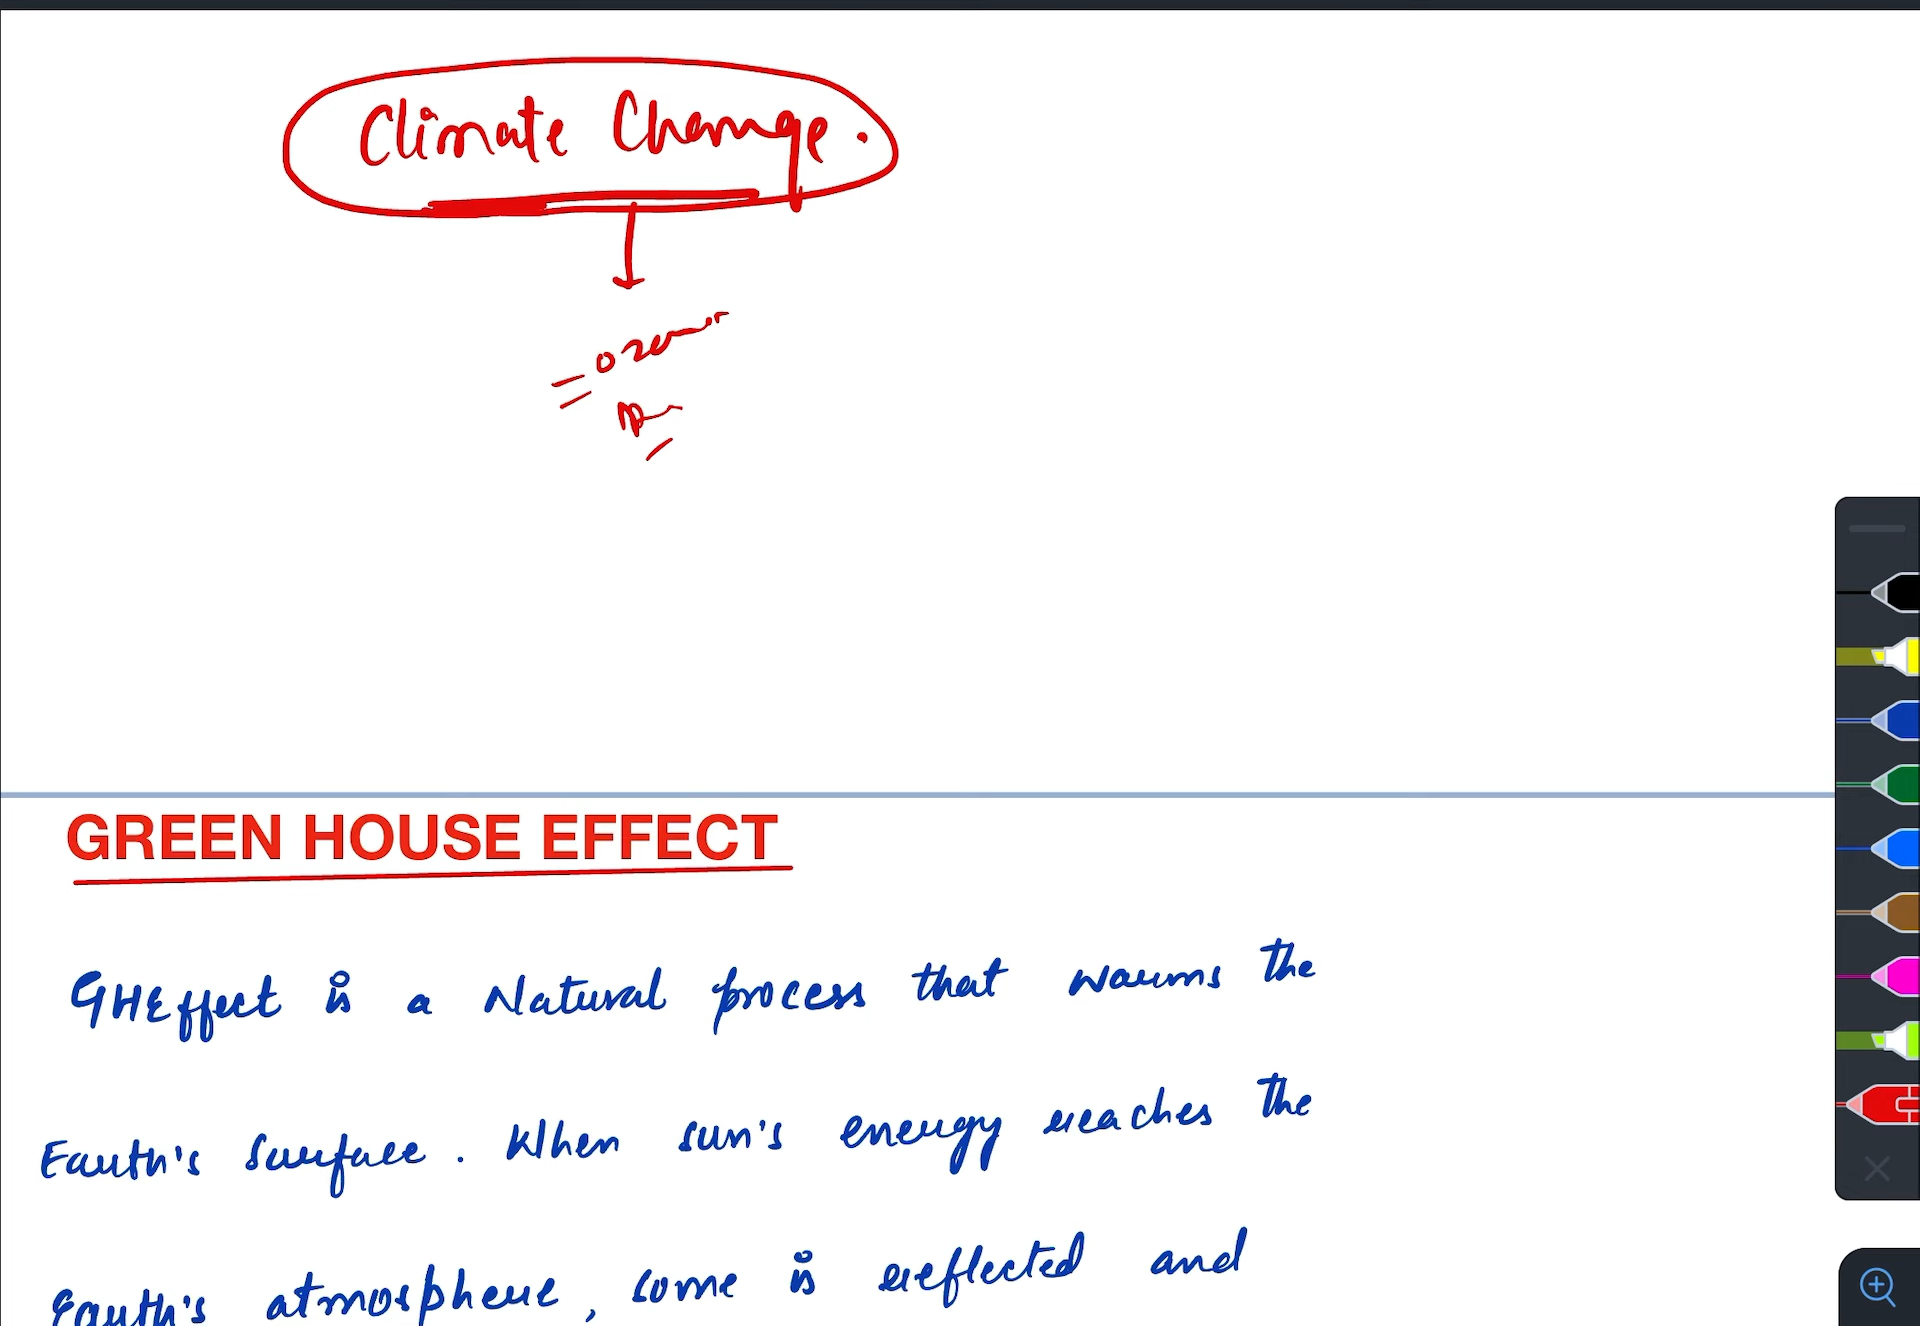 Climate Change.
GREEN HOUSE EFFECT
GHEffect is a Natural process that warms the
Earth's surface. When sun's energy reaches the
Earth's atmosphere, some is reflected and